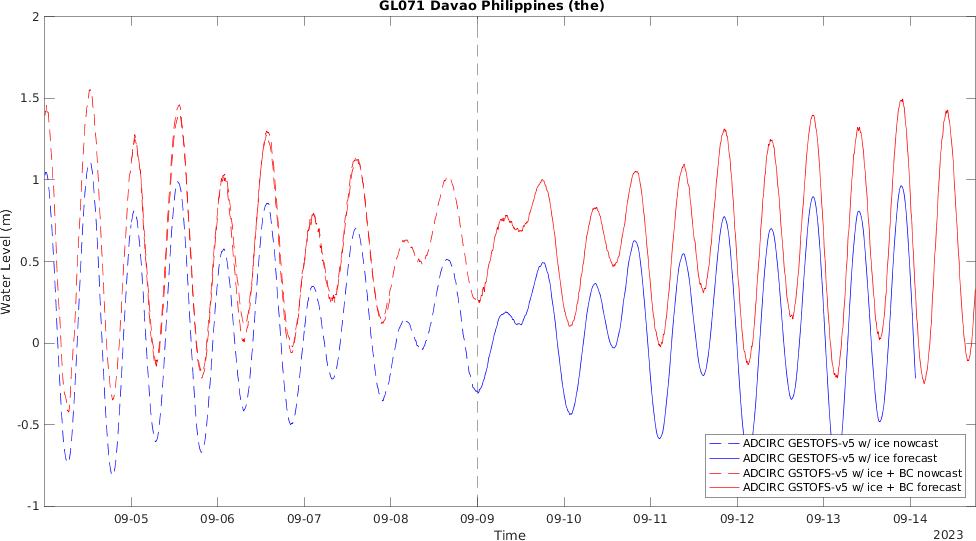 GL071 Davao Philippines (the)
2
1.5
1
0.5
0
-0.5
-1
Water Level (m)
ADCIRC GESTOFS-v5 w/ ice nowcast
ADCIRC GESTOFS-v5 w/ ice forecast
ADCIRC GSTOFS-v5 w/ ice + BC nowcast
ADCIRC GSTOFS-v5 w/ ice + BC forecast
09-05 09-06 09-07 09-08 09-09 09-10 09-11 09-12 09-13 09-14
Time
2023